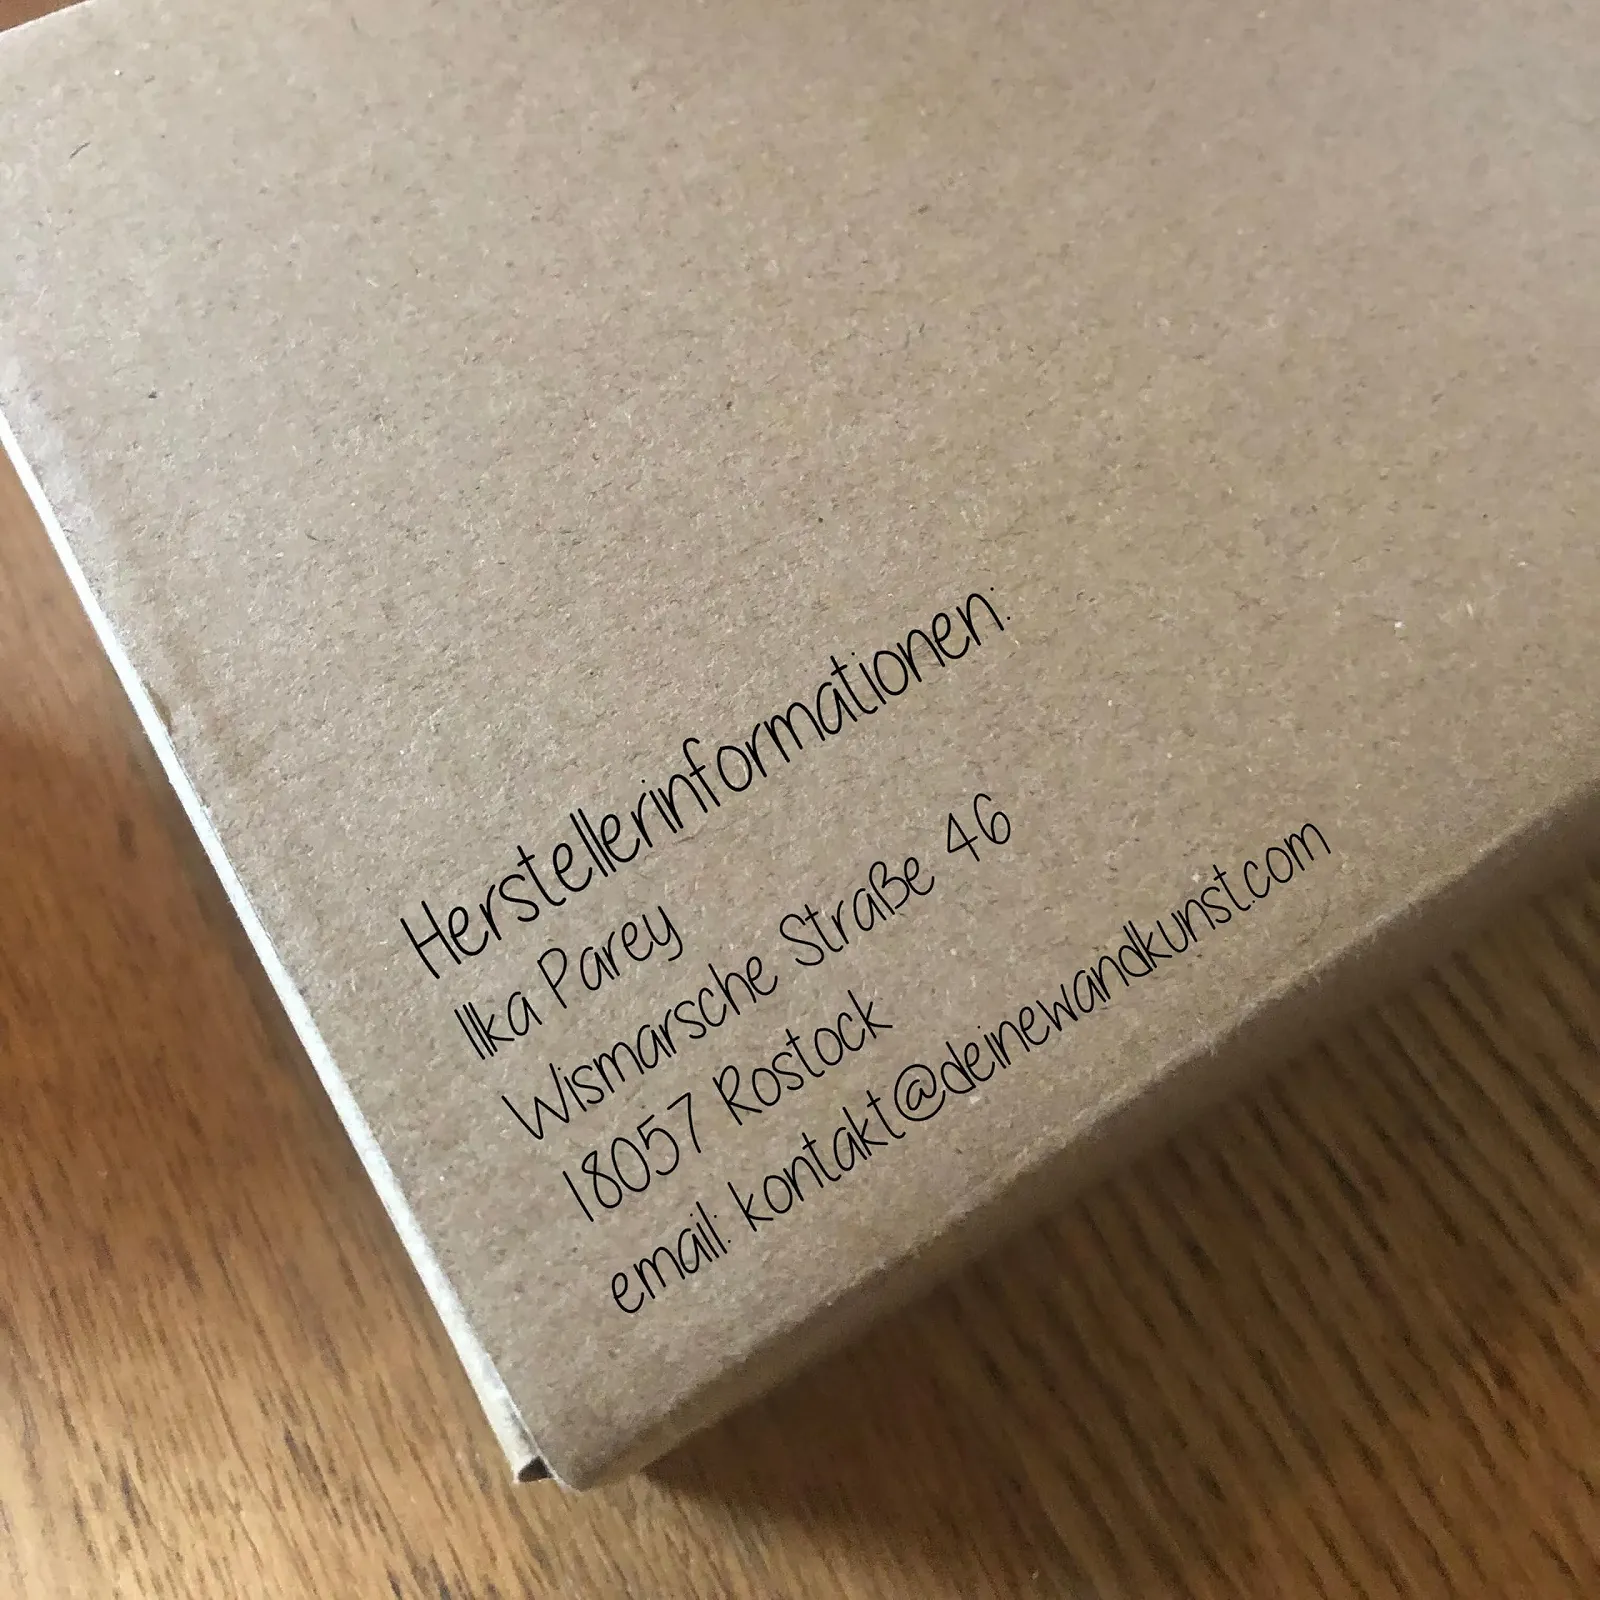 Herstellerinformationen:
Ilka Parey
Wismarsche Straße 46
18057 Rostock
email: kontakt@deinewandkunst.com